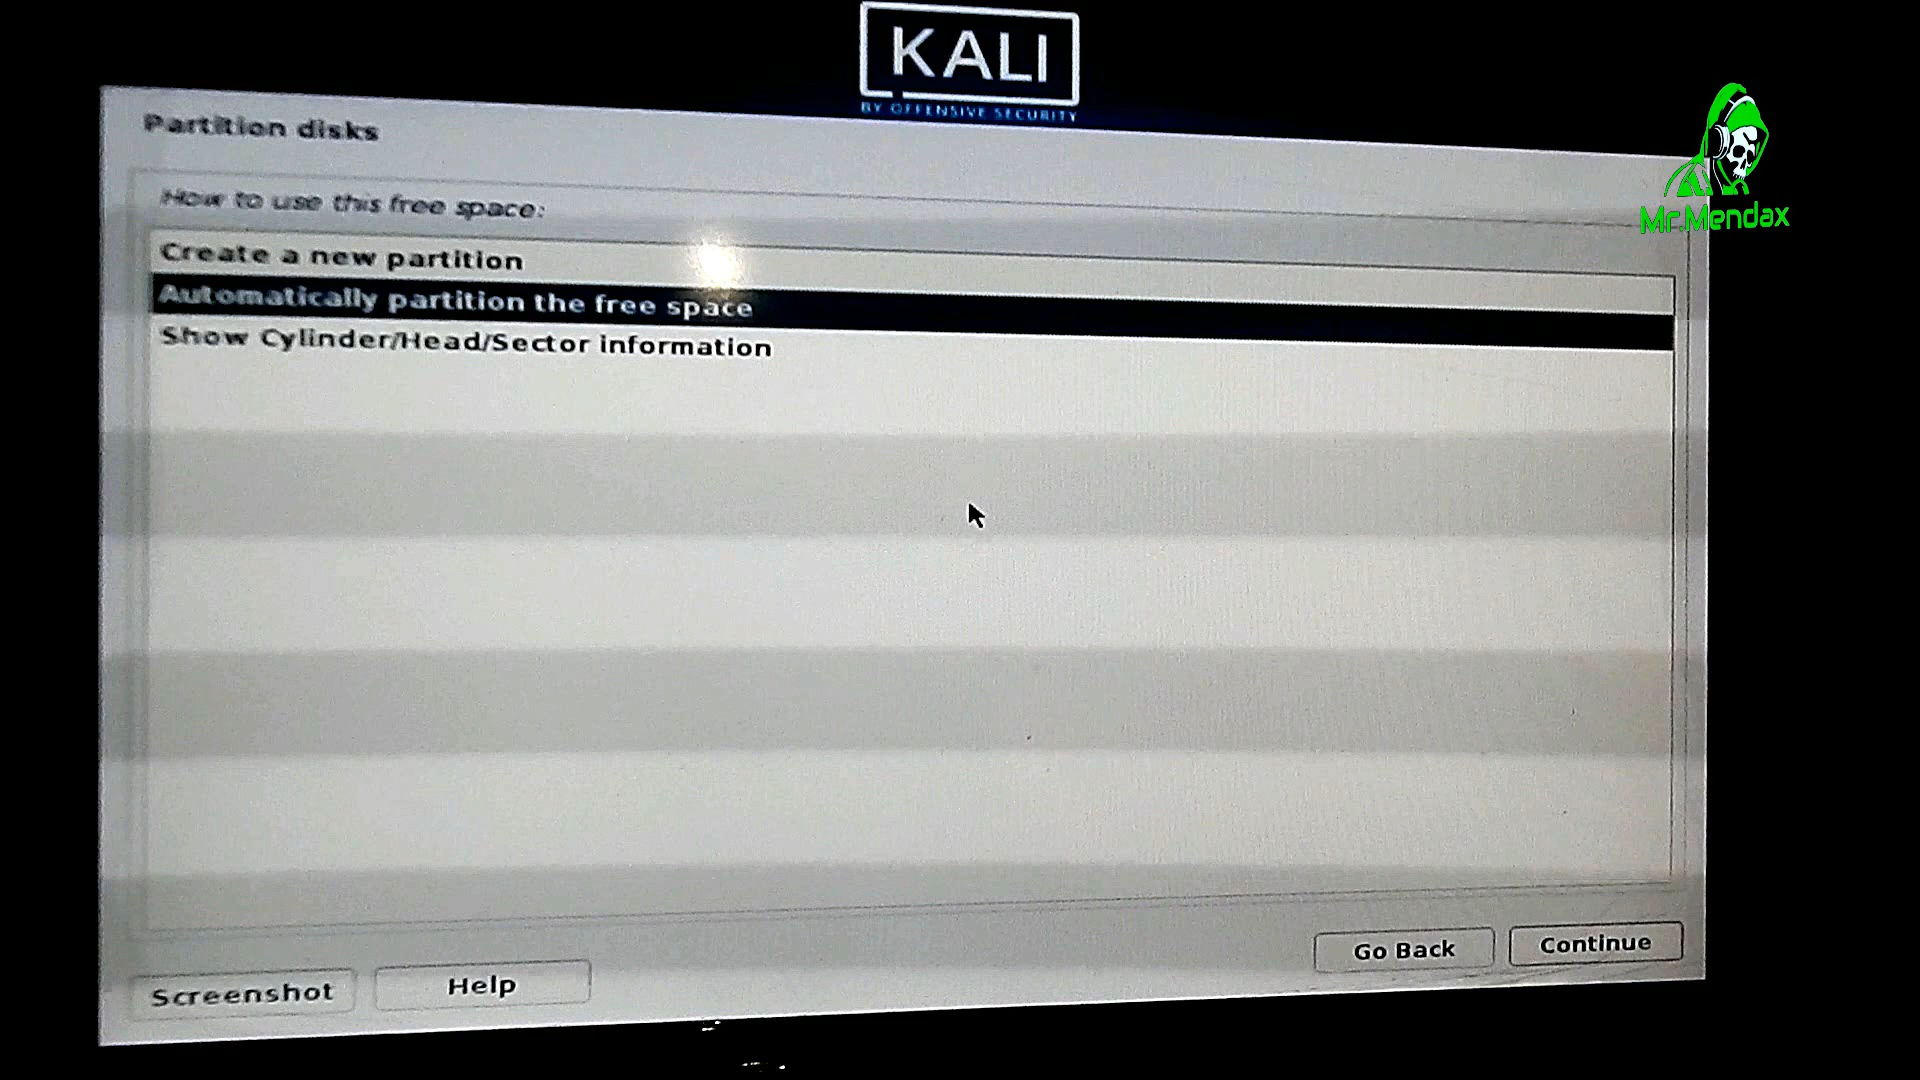 KALI
BY OFFENSIVE SECURITY
Mr.Mendax
Partition disks
How to use this free space:
Create a new partition
Automatically partition the free space
Show Cylinder/Head/Sector information
Go Back
Continue
Screenshot
Help